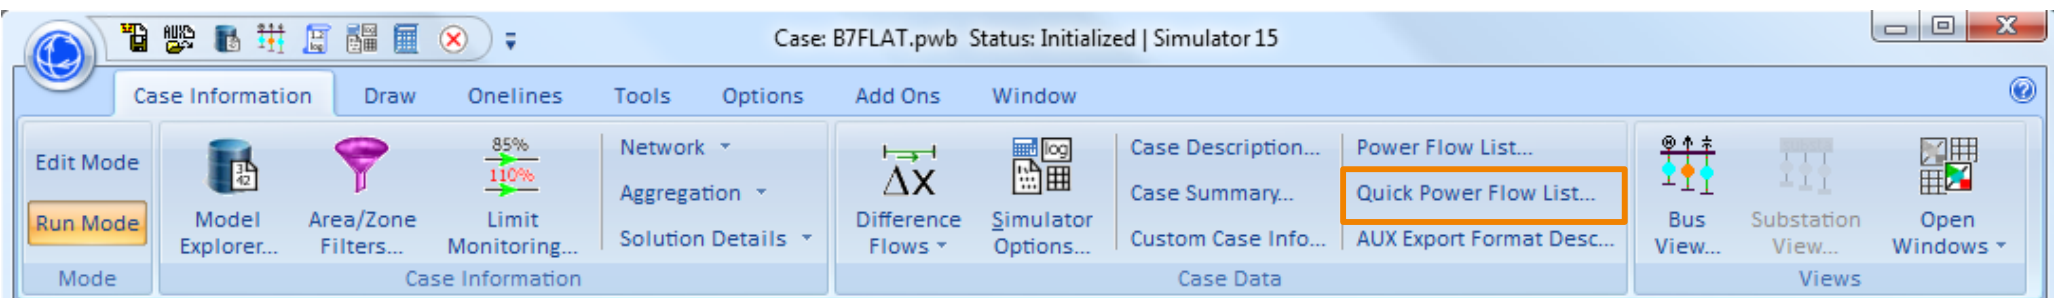 Case: B7FLAT.pwb Status: Initialized | Simulator 15
Case Information Draw Onelines Tools Options Add Ons Window
Edit Mode
Run Mode
Mode
Model
Explorer...
Area/Zone
Filters...
85%
110%
Limit
Monitoring...
Network
Aggregation
Solution Details
Case Information
ΔX
Difference
Flows
log
Simulator
Options...
Case Description...
Case Summary...
Custom Case Info...
Power Flow List...
Quick Power Flow List...
AUX Export Format Desc...
Case Data
Bus
View...
Substation
View...
Open
Windows
Views